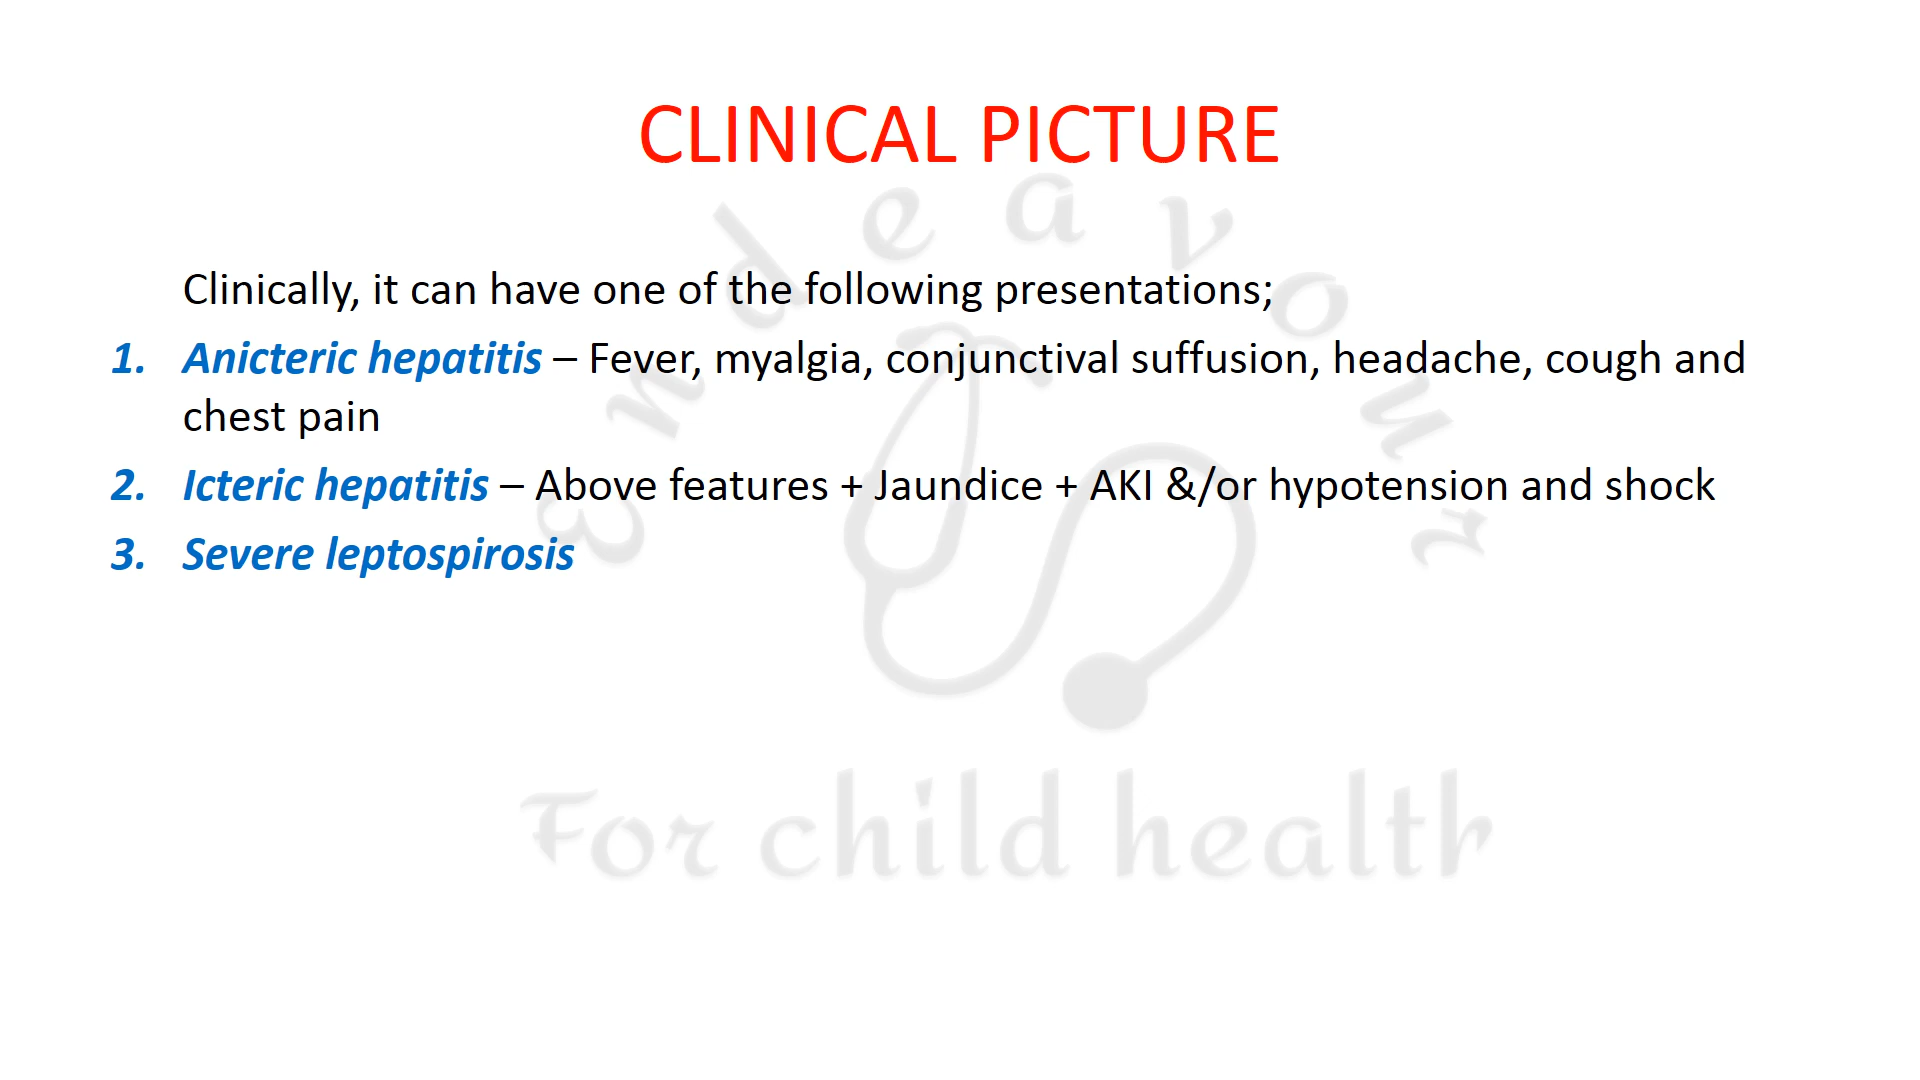 CLINICAL PICTURE
Clinically, it can have one of the following presentations;
1. Anicteric hepatitis – Fever, myalgia, conjunctival suffusion, headache, cough and
chest pain
2. Icteric hepatitis – Above features + Jaundice + AKI &/or hypotension and shock
3. Severe leptospirosis
Endeavour
For child health